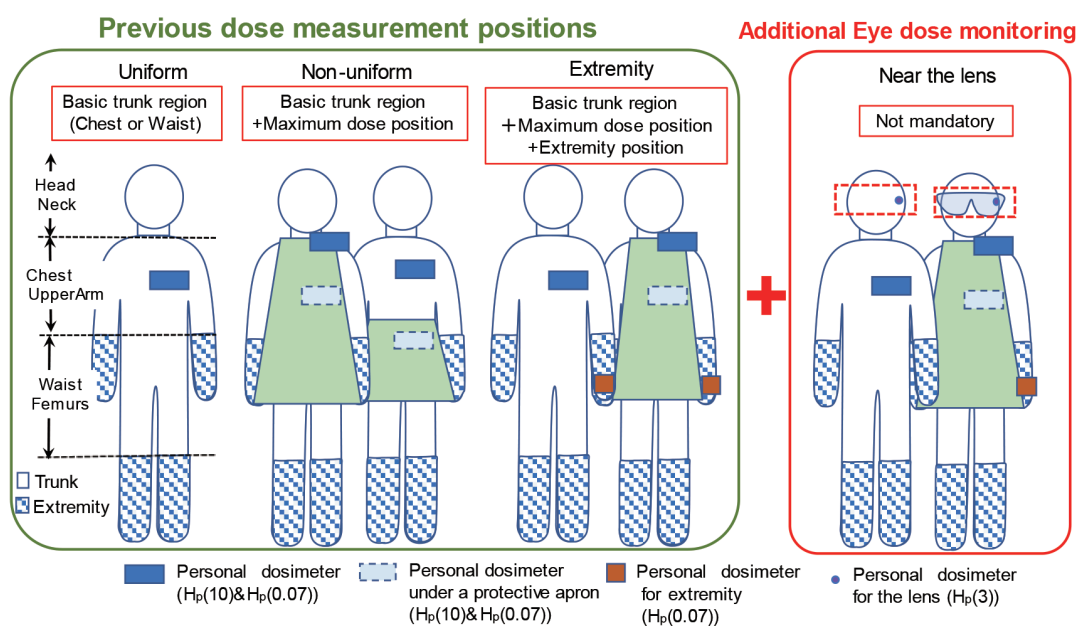 Previous dose measurement positions
Additional Eye dose monitoring
Uniform
Basic trunk region
(Chest or Waist)
Non-uniform
Basic trunk region
+Maximum dose position
Extremity
Basic trunk region
+Maximum dose position
+Extremity position
Near the lens
Not mandatory
Head
Neck
Chest
UpperArm
Waist
Femurs
Trunk
Extremity
+
Personal dosimeter
(Hₚ(10)&Hₚ(0.07))
Personal dosimeter
under a protective apron
(Hₚ(10)&Hₚ(0.07))
Personal dosimeter
for extremity
(Hₚ(0.07))
Personal dosimeter
for the lens (Hₚ(3))